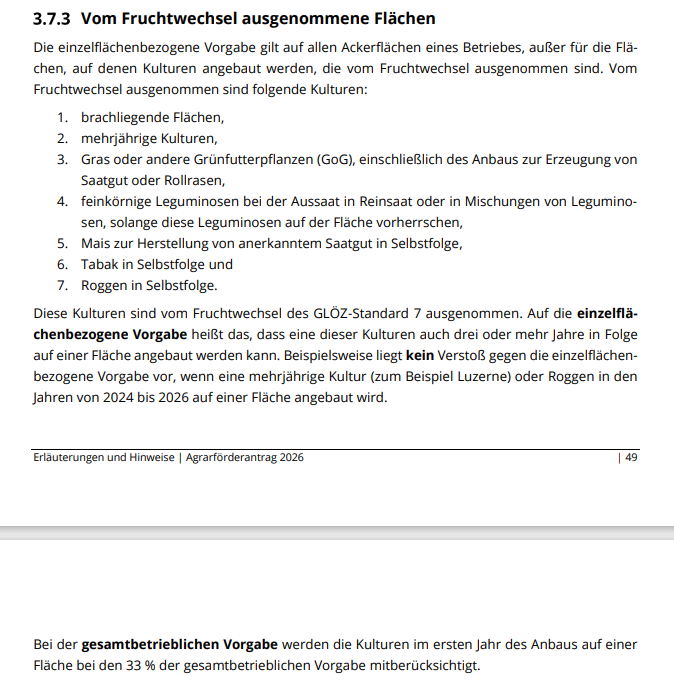 3.7.3 Vom Fruchtwechsel ausgenommene Flächen
Die einzelflächenbezogene Vorgabe gilt auf allen Ackerflächen eines Betriebes, außer für die Flä-
chen, auf denen Kulturen angebaut werden, die vom Fruchtwechsel ausgenommen sind. Vom
Fruchtwechsel ausgenommen sind folgende Kulturen:
1. brachliegende Flächen,
2. mehrjährige Kulturen,
3. Gras oder andere Grünfutterpflanzen (GoG), einschließlich des Anbaus zur Erzeugung von
Saatgut oder Rollrasen,
4. feinkörnige Leguminosen bei der Aussaat in Reinsaat oder in Mischungen von Legumino-
sen, solange diese Leguminosen auf der Fläche vorherrschen,
5. Mais zur Herstellung von anerkanntem Saatgut in Selbstfolge,
6. Tabak in Selbstfolge und
7. Roggen in Selbstfolge.
Diese Kulturen sind vom Fruchtwechsel des GLÖZ-Standard 7 ausgenommen. Auf die einzelflä-
chenbezogene Vorgabe heißt das, dass eine dieser Kulturen auch drei oder mehr Jahre in Folge
auf einer Fläche angebaut werden kann. Beispielsweise liegt kein Verstoß gegen die einzelflächen-
bezogene Vorgabe vor, wenn eine mehrjährige Kultur (zum Beispiel Luzerne) oder Roggen in den
Jahren von 2024 bis 2026 auf einer Fläche angebaut wird.
Erläuterungen und Hinweise | Agrarförderantrag 2026 | 49
Bei der gesamtbetrieblichen Vorgabe werden die Kulturen im ersten Jahr des Anbaus auf einer
Fläche bei den 33 % der gesamtbetrieblichen Vorgabe mitberücksichtigt.